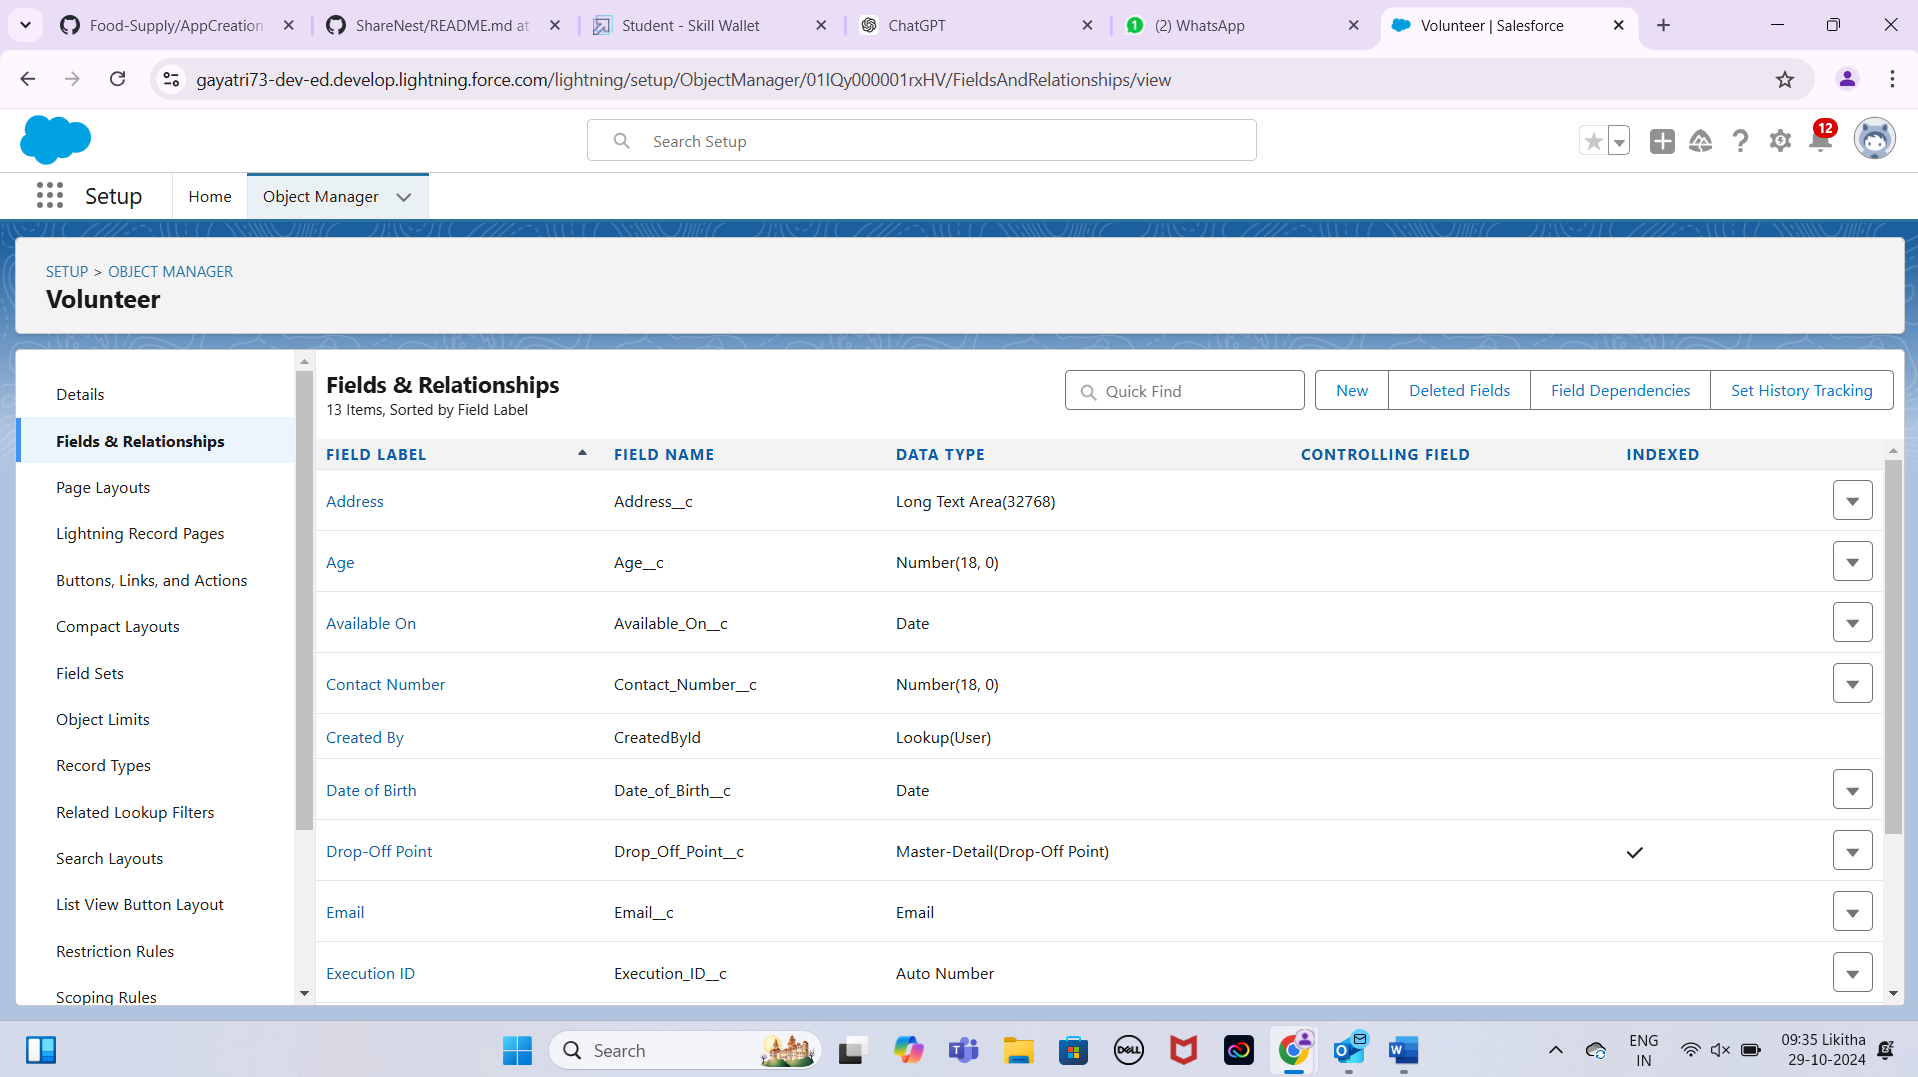 Food-Supply/AppCreation
ShareNest/README.md at
Student - Skill Wallet
ChatGPT
1
(2) WhatsApp
Volunteer | Salesforce
gayatri73-dev-ed.develop.lightning.force.com/lightning/setup/ObjectManager/01IQy000001rxHV/FieldsAndRelationships/view
Search Setup
12
Setup
Home
Object Manager
SETUP > OBJECT MANAGER
Volunteer
Details
Fields & Relationships
Page Layouts
Lightning Record Pages
Buttons, Links, and Actions
Compact Layouts
Field Sets
Object Limits
Record Types
Related Lookup Filters
Search Layouts
List View Button Layout
Restriction Rules
Scoping Rules
Fields & Relationships
13 Items, Sorted by Field Label
Quick Find
New
Deleted Fields
Field Dependencies
Set History Tracking
FIELD LABEL FIELD NAME DATA TYPE CONTROLLING FIELD INDEXED
Address Address__c Long Text Area(32768)
Age Age__c Number(18, 0)
Available On Available_On__c Date
Contact Number Contact_Number__c Number(18, 0)
Created By CreatedById Lookup(User)
Date of Birth Date_of_Birth__c Date
Drop-Off Point Drop_Off_Point__c Master-Detail(Drop-Off Point)
Email Email__c Email
Execution ID Execution_ID__c Auto Number
Search
DELL
ENG
IN
09:35 Likitha
29-10-2024